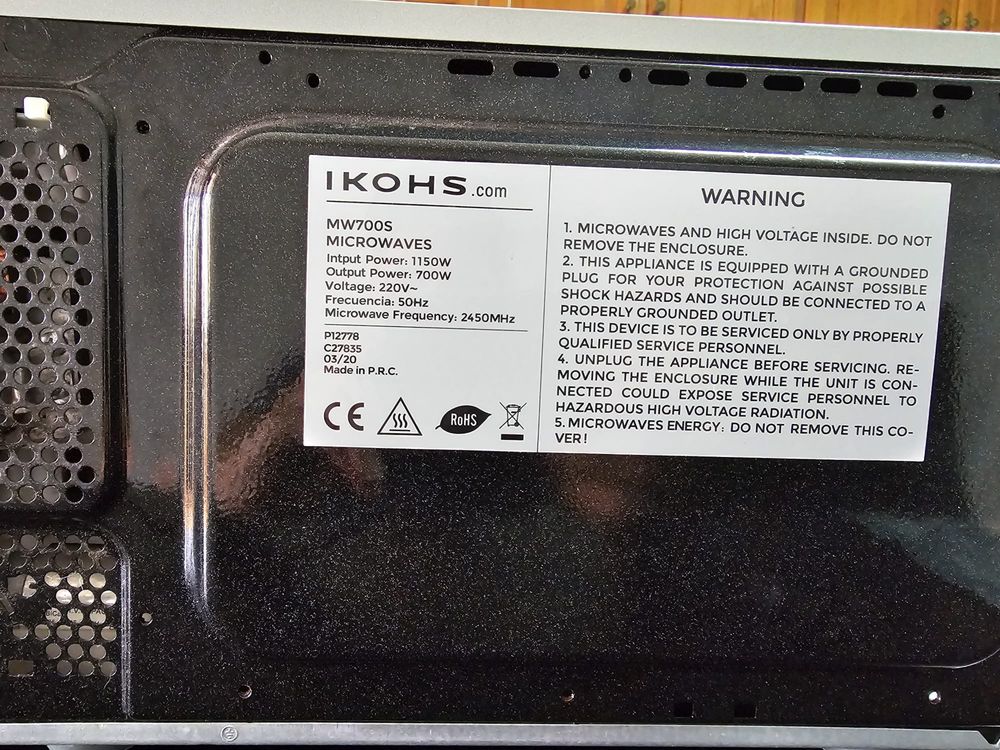 IKOHS.com
MW700S
MICROWAVES
Intput Power: 1150W
Output Power: 700W
Voltage: 220V~
Frecuencia: 50Hz
Microwave Frequency: 2450MHz
P12778
C27835
03/20
Made in P.R.C.
CE
RoHS
WARNING
1. MICROWAVES AND HIGH VOLTAGE INSIDE. DO NOT
REMOVE THE ENCLOSURE.
2. THIS APPLIANCE IS EQUIPPED WITH A GROUNDED
PLUG FOR YOUR PROTECTION AGAINST POSSIBLE
SHOCK HAZARDS AND SHOULD BE CONNECTED TO A
PROPERLY GROUNDED OUTLET.
3. THIS DEVICE IS TO BE SERVICED ONLY BY PROPERLY
QUALIFIED SERVICE PERSONNEL.
4. UNPLUG THE APPLIANCE BEFORE SERVICING. RE-
MOVING THE ENCLOSURE WHILE THE UNIT IS CON-
NECTED COULD EXPOSE SERVICE PERSONNEL TO
HAZARDOUS HIGH VOLTAGE RADIATION.
5. MICROWAVES ENERGY: DO NOT REMOVE THIS CO-
VER!